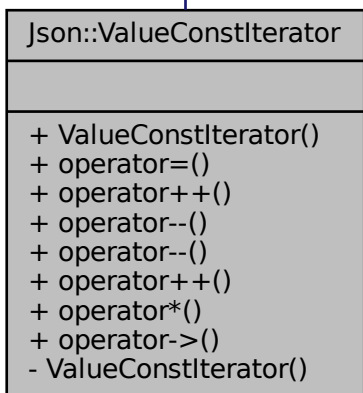 Json::ValueConstIterator
+ ValueConstIterator()
+ operator=()
+ operator++()
+ operator--()
+ operator--()
+ operator++()
+ operator*()
+ operator->()
- ValueConstIterator()